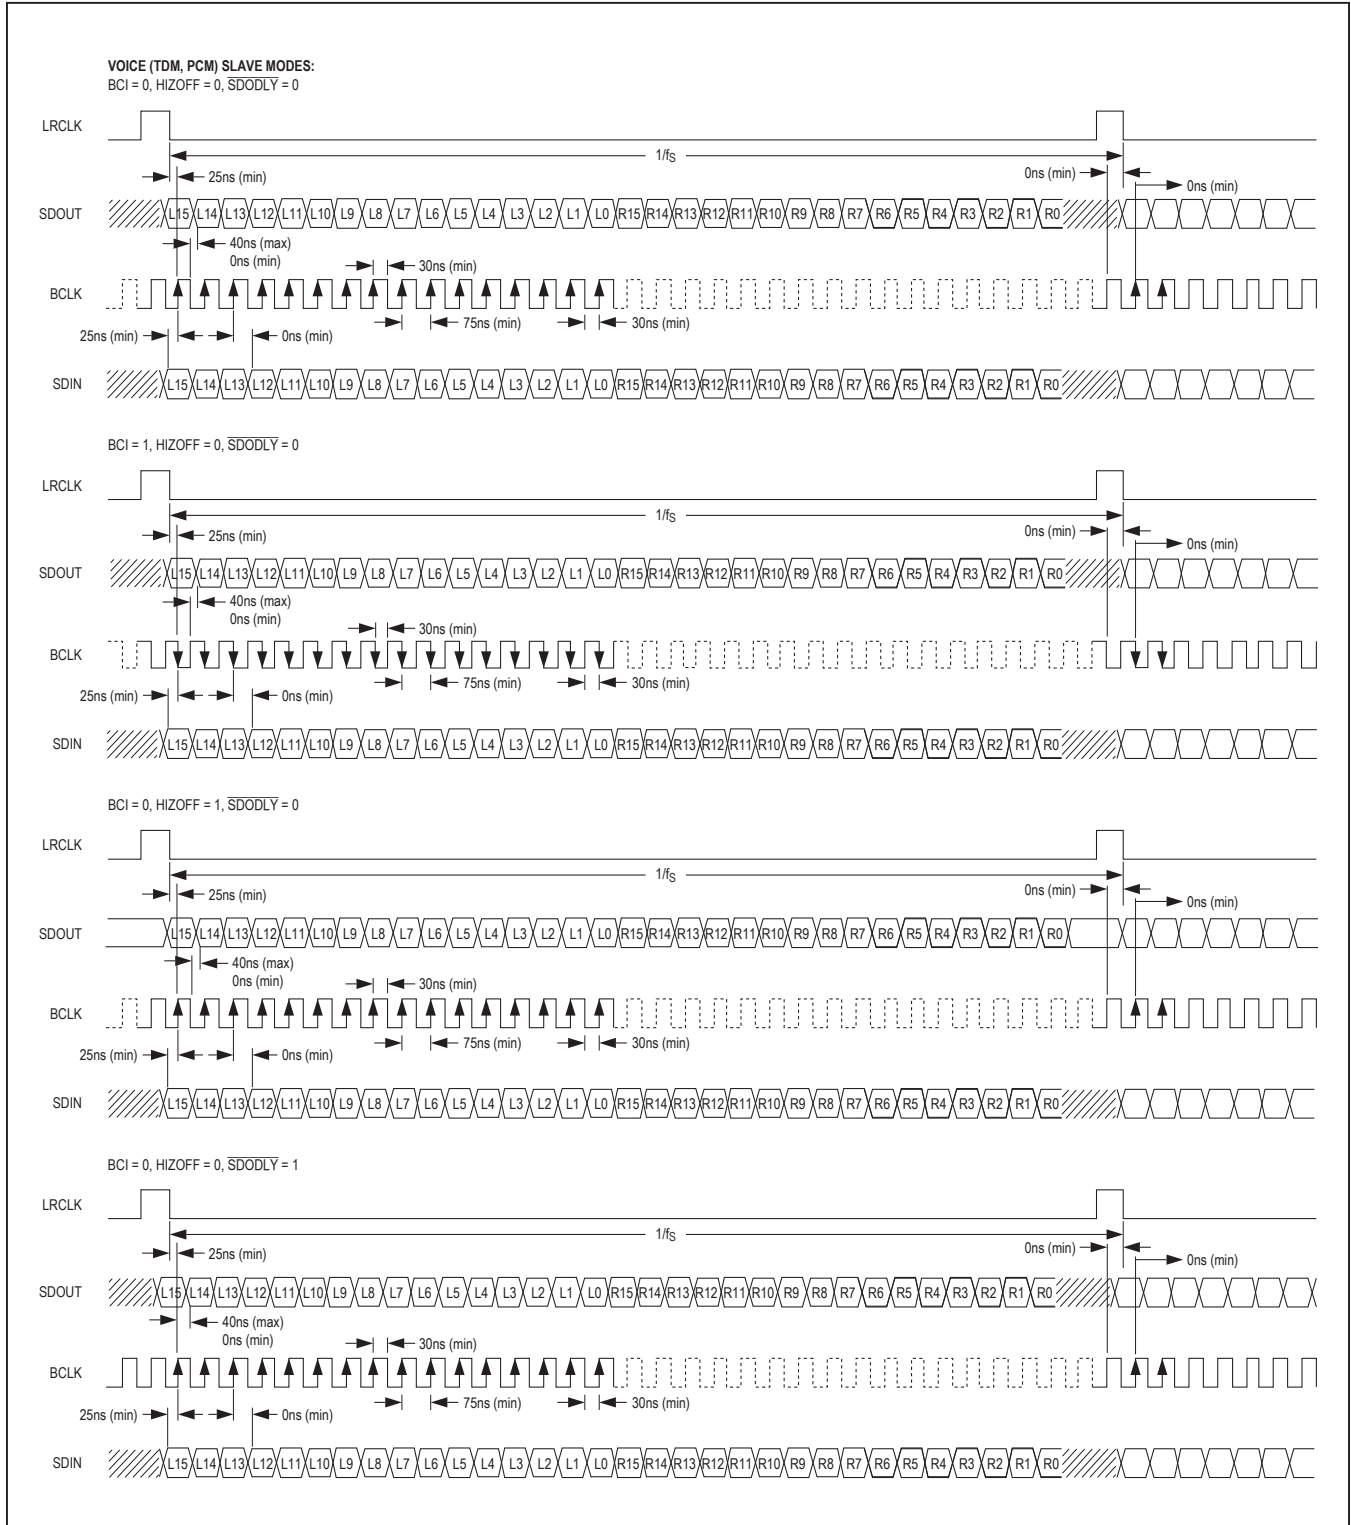 VOICE (TDM, PCM) SLAVE MODES:
BCI = 0, HIZOFF = 0, SDODLY = 0
LRCLK
1/fS
25ns (min)
0ns (min)
0ns (min)
SDOUT
L15 L14 L13 L12 L11 L10 L9 L8 L7 L6 L5 L4 L3 L2 L1 L0 R15 R14 R13 R12 R11 R10 R9 R8 R7 R6 R5 R4 R3 R2 R1 R0
40ns (max)
0ns (min)
30ns (min)
BCLK
25ns (min)
0ns (min)
75ns (min)
30ns (min)
SDIN
L15 L14 L13 L12 L11 L10 L9 L8 L7 L6 L5 L4 L3 L2 L1 L0 R15 R14 R13 R12 R11 R10 R9 R8 R7 R6 R5 R4 R3 R2 R1 R0
BCI = 1, HIZOFF = 0, SDODLY = 0
LRCLK
1/fS
25ns (min)
0ns (min)
0ns (min)
SDOUT
L15 L14 L13 L12 L11 L10 L9 L8 L7 L6 L5 L4 L3 L2 L1 L0 R15 R14 R13 R12 R11 R10 R9 R8 R7 R6 R5 R4 R3 R2 R1 R0
40ns (max)
0ns (min)
30ns (min)
BCLK
25ns (min)
0ns (min)
75ns (min)
30ns (min)
SDIN
L15 L14 L13 L12 L11 L10 L9 L8 L7 L6 L5 L4 L3 L2 L1 L0 R15 R14 R13 R12 R11 R10 R9 R8 R7 R6 R5 R4 R3 R2 R1 R0
BCI = 0, HIZOFF = 1, SDODLY = 0
LRCLK
1/fS
25ns (min)
0ns (min)
0ns (min)
SDOUT
L15 L14 L13 L12 L11 L10 L9 L8 L7 L6 L5 L4 L3 L2 L1 L0 R15 R14 R13 R12 R11 R10 R9 R8 R7 R6 R5 R4 R3 R2 R1 R0
40ns (max)
0ns (min)
30ns (min)
BCLK
25ns (min)
0ns (min)
75ns (min)
30ns (min)
SDIN
L15 L14 L13 L12 L11 L10 L9 L8 L7 L6 L5 L4 L3 L2 L1 L0 R15 R14 R13 R12 R11 R10 R9 R8 R7 R6 R5 R4 R3 R2 R1 R0
BCI = 0, HIZOFF = 0, SDODLY = 1
LRCLK
1/fS
25ns (min)
0ns (min)
0ns (min)
SDOUT
L15 L14 L13 L12 L11 L10 L9 L8 L7 L6 L5 L4 L3 L2 L1 L0 R15 R14 R13 R12 R11 R10 R9 R8 R7 R6 R5 R4 R3 R2 R1 R0
40ns (max)
0ns (min)
30ns (min)
BCLK
25ns (min)
0ns (min)
75ns (min)
30ns (min)
SDIN
L15 L14 L13 L12 L11 L10 L9 L8 L7 L6 L5 L4 L3 L2 L1 L0 R15 R14 R13 R12 R11 R10 R9 R8 R7 R6 R5 R4 R3 R2 R1 R0